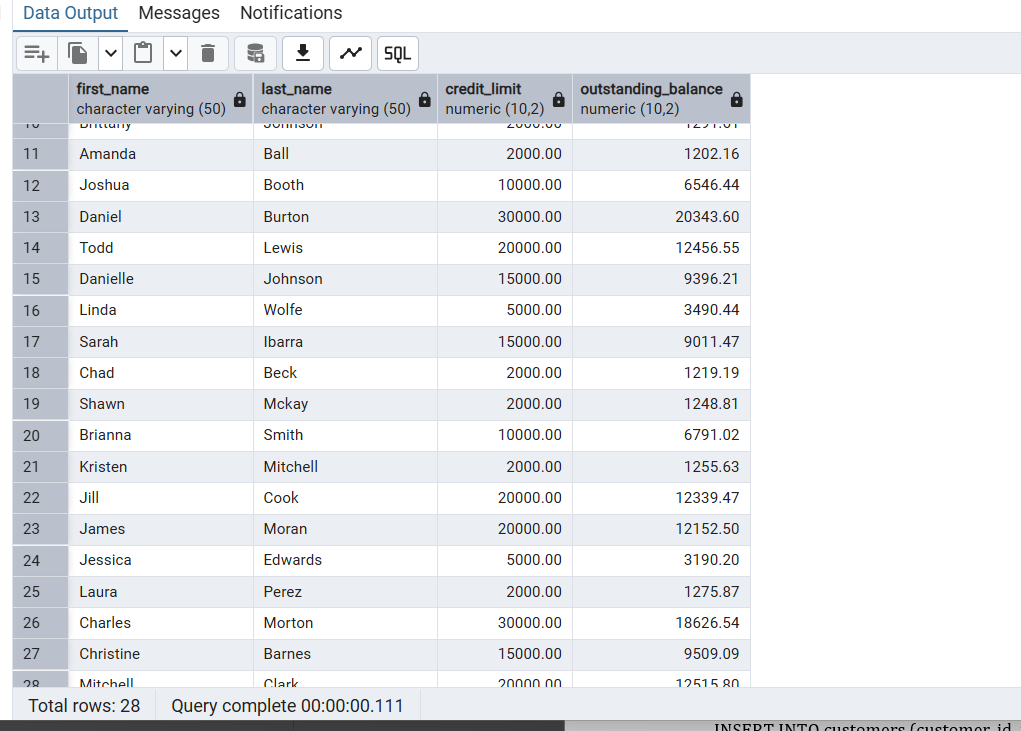 Data Output Messages Notifications
SQL
first_name last_name credit_limit outstanding_balance
character varying (50) character varying (50) numeric (10,2) numeric (10,2)
10 Brittany Johnson 2000.00 1291.61
11 Amanda Ball 2000.00 1202.16
12 Joshua Booth 10000.00 6546.44
13 Daniel Burton 30000.00 20343.60
14 Todd Lewis 20000.00 12456.55
15 Danielle Johnson 15000.00 9396.21
16 Linda Wolfe 5000.00 3490.44
17 Sarah Ibarra 15000.00 9011.47
18 Chad Beck 2000.00 1219.19
19 Shawn Mckay 2000.00 1248.81
20 Brianna Smith 10000.00 6791.02
21 Kristen Mitchell 2000.00 1255.63
22 Jill Cook 20000.00 12339.47
23 James Moran 20000.00 12152.50
24 Jessica Edwards 5000.00 3190.20
25 Laura Perez 2000.00 1275.87
26 Charles Morton 30000.00 18626.54
27 Christine Barnes 15000.00 9509.09
28 Mitchell Clark 20000.00 12515.80
Total rows: 28 Query complete 00:00:00.111
INSERT INTO customers (customer_id,